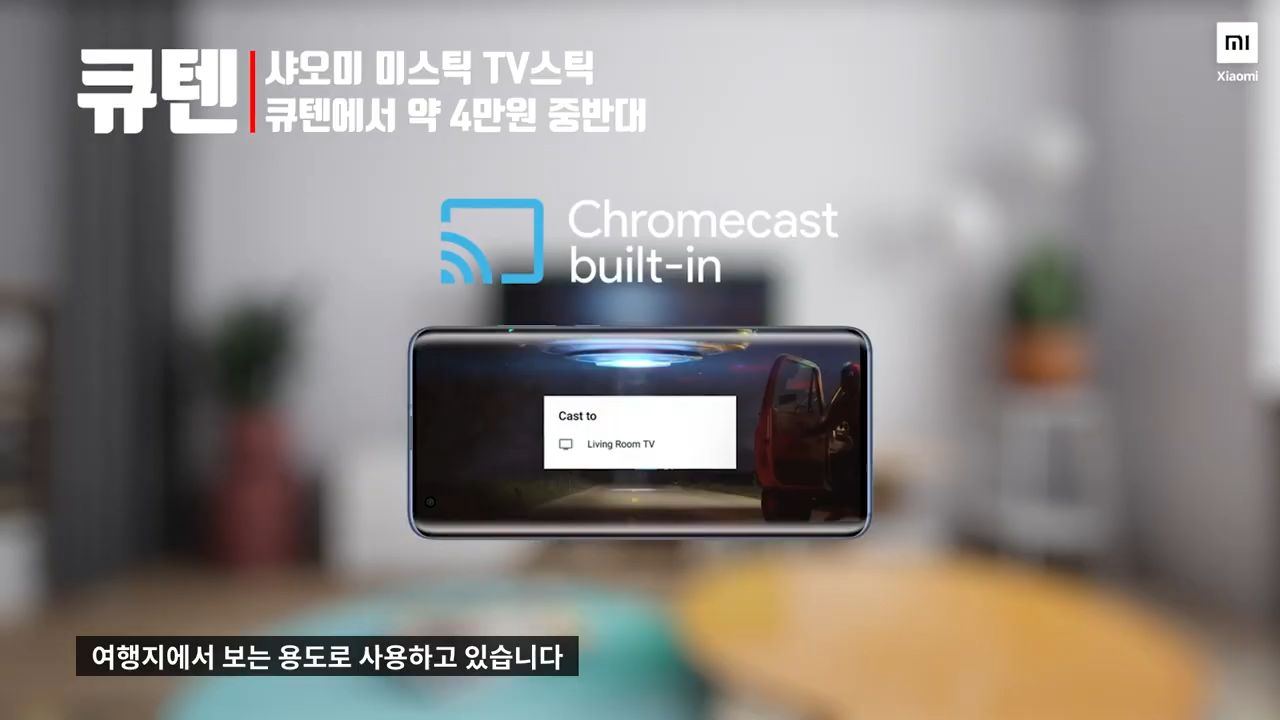 큐텐
샤오미 미스틱 TV스틱
큐텐에서 약 4만원 중반대
mi
Xiaomi
Chromecast
built-in
Cast to
Living Room TV
여행지에서 보는 용도로 사용하고 있습니다